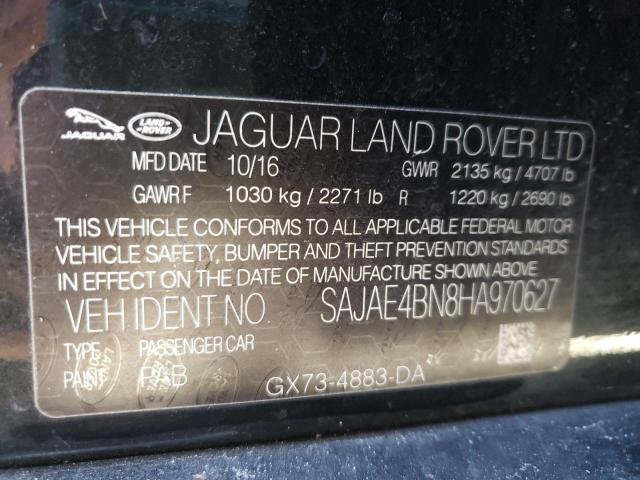 JAGUAR LAND ROVER JAGUAR LAND ROVER LTD
MFD DATE 10/16 GVWR 2135 kg / 4707 lb
GAWR F 1030 kg / 2271 lb R 1220 kg / 2690 lb
THIS VEHICLE CONFORMS TO ALL APPLICABLE FEDERAL MOTOR
VEHICLE SAFETY, BUMPER AND THEFT PREVENTION STANDARDS
IN EFFECT ON THE DATE OF MANUFACTURE SHOWN ABOVE.
VEH IDENT NO. SAJAE4BN8HA970627
TYPE PASSENGER CAR
PAINT PAB GX73-4883-DA